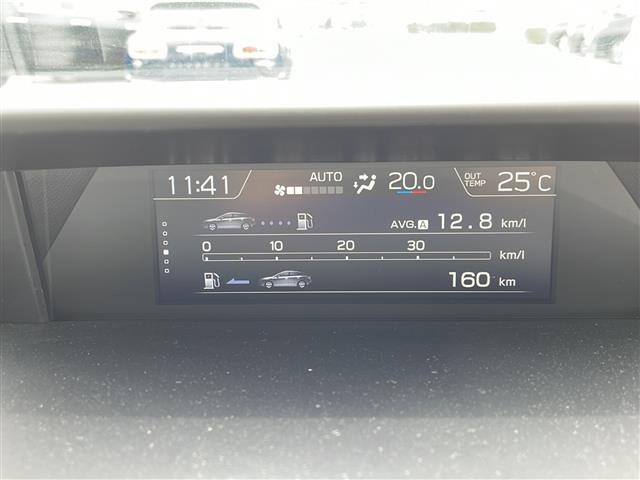 11:41 AUTO 20.0 OUT TEMP 25°C
AVG. A 12.8 km/l
0 10 20 30 km/l
160 km